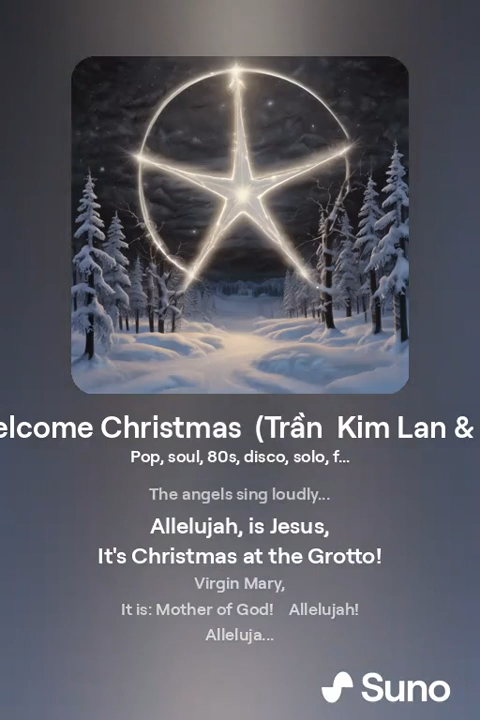 elcome Christmas (Trần Kim Lan &
Pop, soul, 80s, disco, solo, f...
The angels sing loudly...
Allelujah, is Jesus,
It's Christmas at the Grotto!
Virgin Mary,
It is: Mother of God! Allelujah!
Alleluja...
Suno